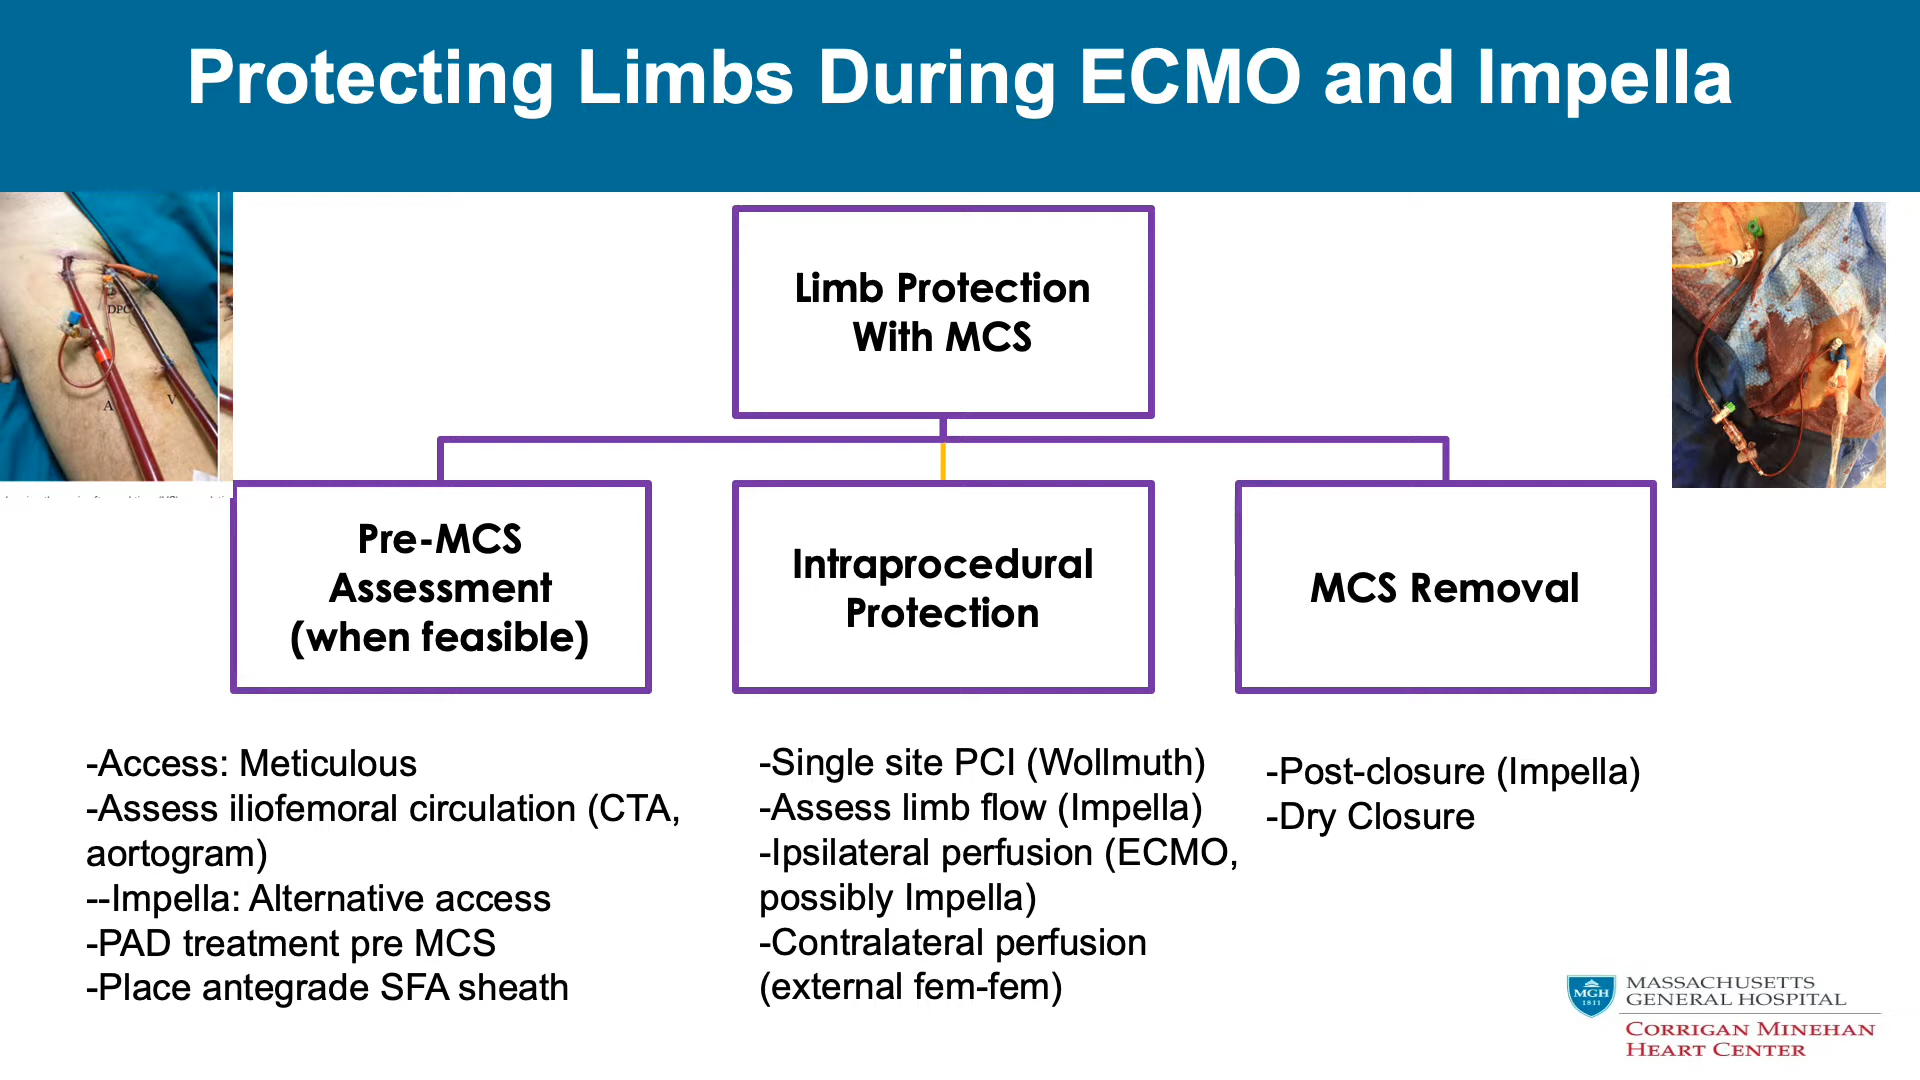 Protecting Limbs During ECMO and Impella
DPC
A
V
Limb Protection
With MCS
Pre-MCS
Assessment
(when feasible)
Intraprocedural
Protection
MCS Removal
-Access: Meticulous
-Assess iliofemoral circulation (CTA,
aortogram)
--Impella: Alternative access
-PAD treatment pre MCS
-Place antegrade SFA sheath
-Single site PCI (Wollmuth)
-Assess limb flow (Impella)
-Ipsilateral perfusion (ECMO,
possibly Impella)
-Contralateral perfusion
(external fem-fem)
-Post-closure (Impella)
-Dry Closure
MGH
1811
MASSACHUSETTS
GENERAL HOSPITAL
CORRIGAN MINEHAN
HEART CENTER